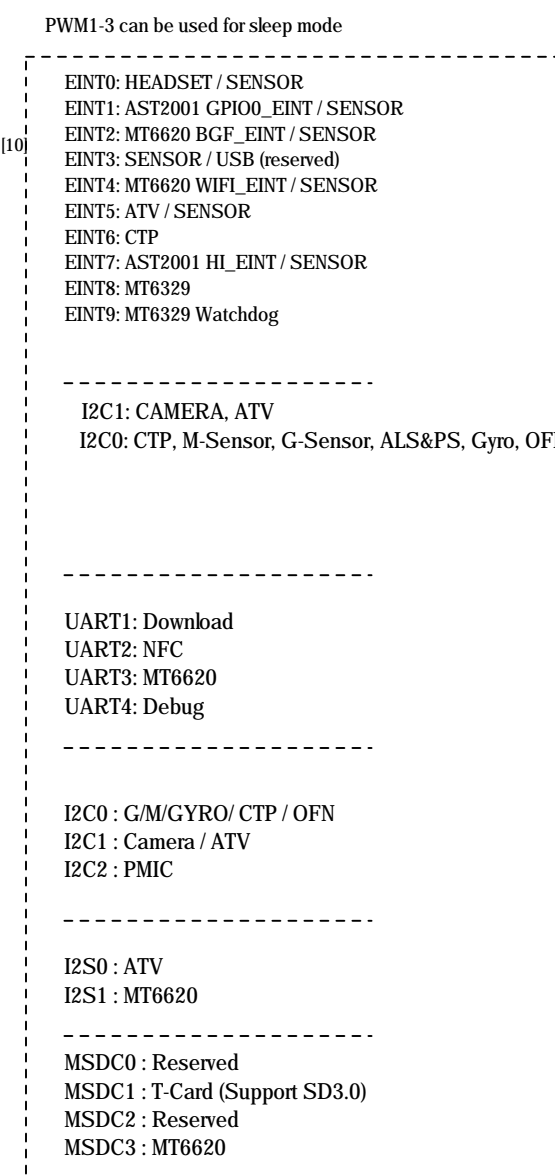 PWM1-3 can be used for sleep mode
EINT0: HEADSET / SENSOR
EINT1: AST2001 GPIO0_EINT / SENSOR
EINT2: MT6620 BGF_EINT / SENSOR
[10]
EINT3: SENSOR / USB (reserved)
EINT4: MT6620 WIFI_EINT / SENSOR
EINT5: ATV / SENSOR
EINT6: CTP
EINT7: AST2001 HI_EINT / SENSOR
EINT8: MT6329
EINT9: MT6329 Watchdog
I2C1: CAMERA, ATV
I2C0: CTP, M-Sensor, G-Sensor, ALS&PS, Gyro,
UART1: Download
UART2: NFC
UART3: MT6620
UART4: Debug
I2C0 : G/M/GYRO/ CTP / OFN
I2C1 : Camera / ATV
I2C2 : PMIC
I2S0 : ATV
I2S1 : MT6620
MSDC0 : Reserved
MSDC1 : T-Card (Support SD3.0)
MSDC2 : Reserved
MSDC3 : MT6620